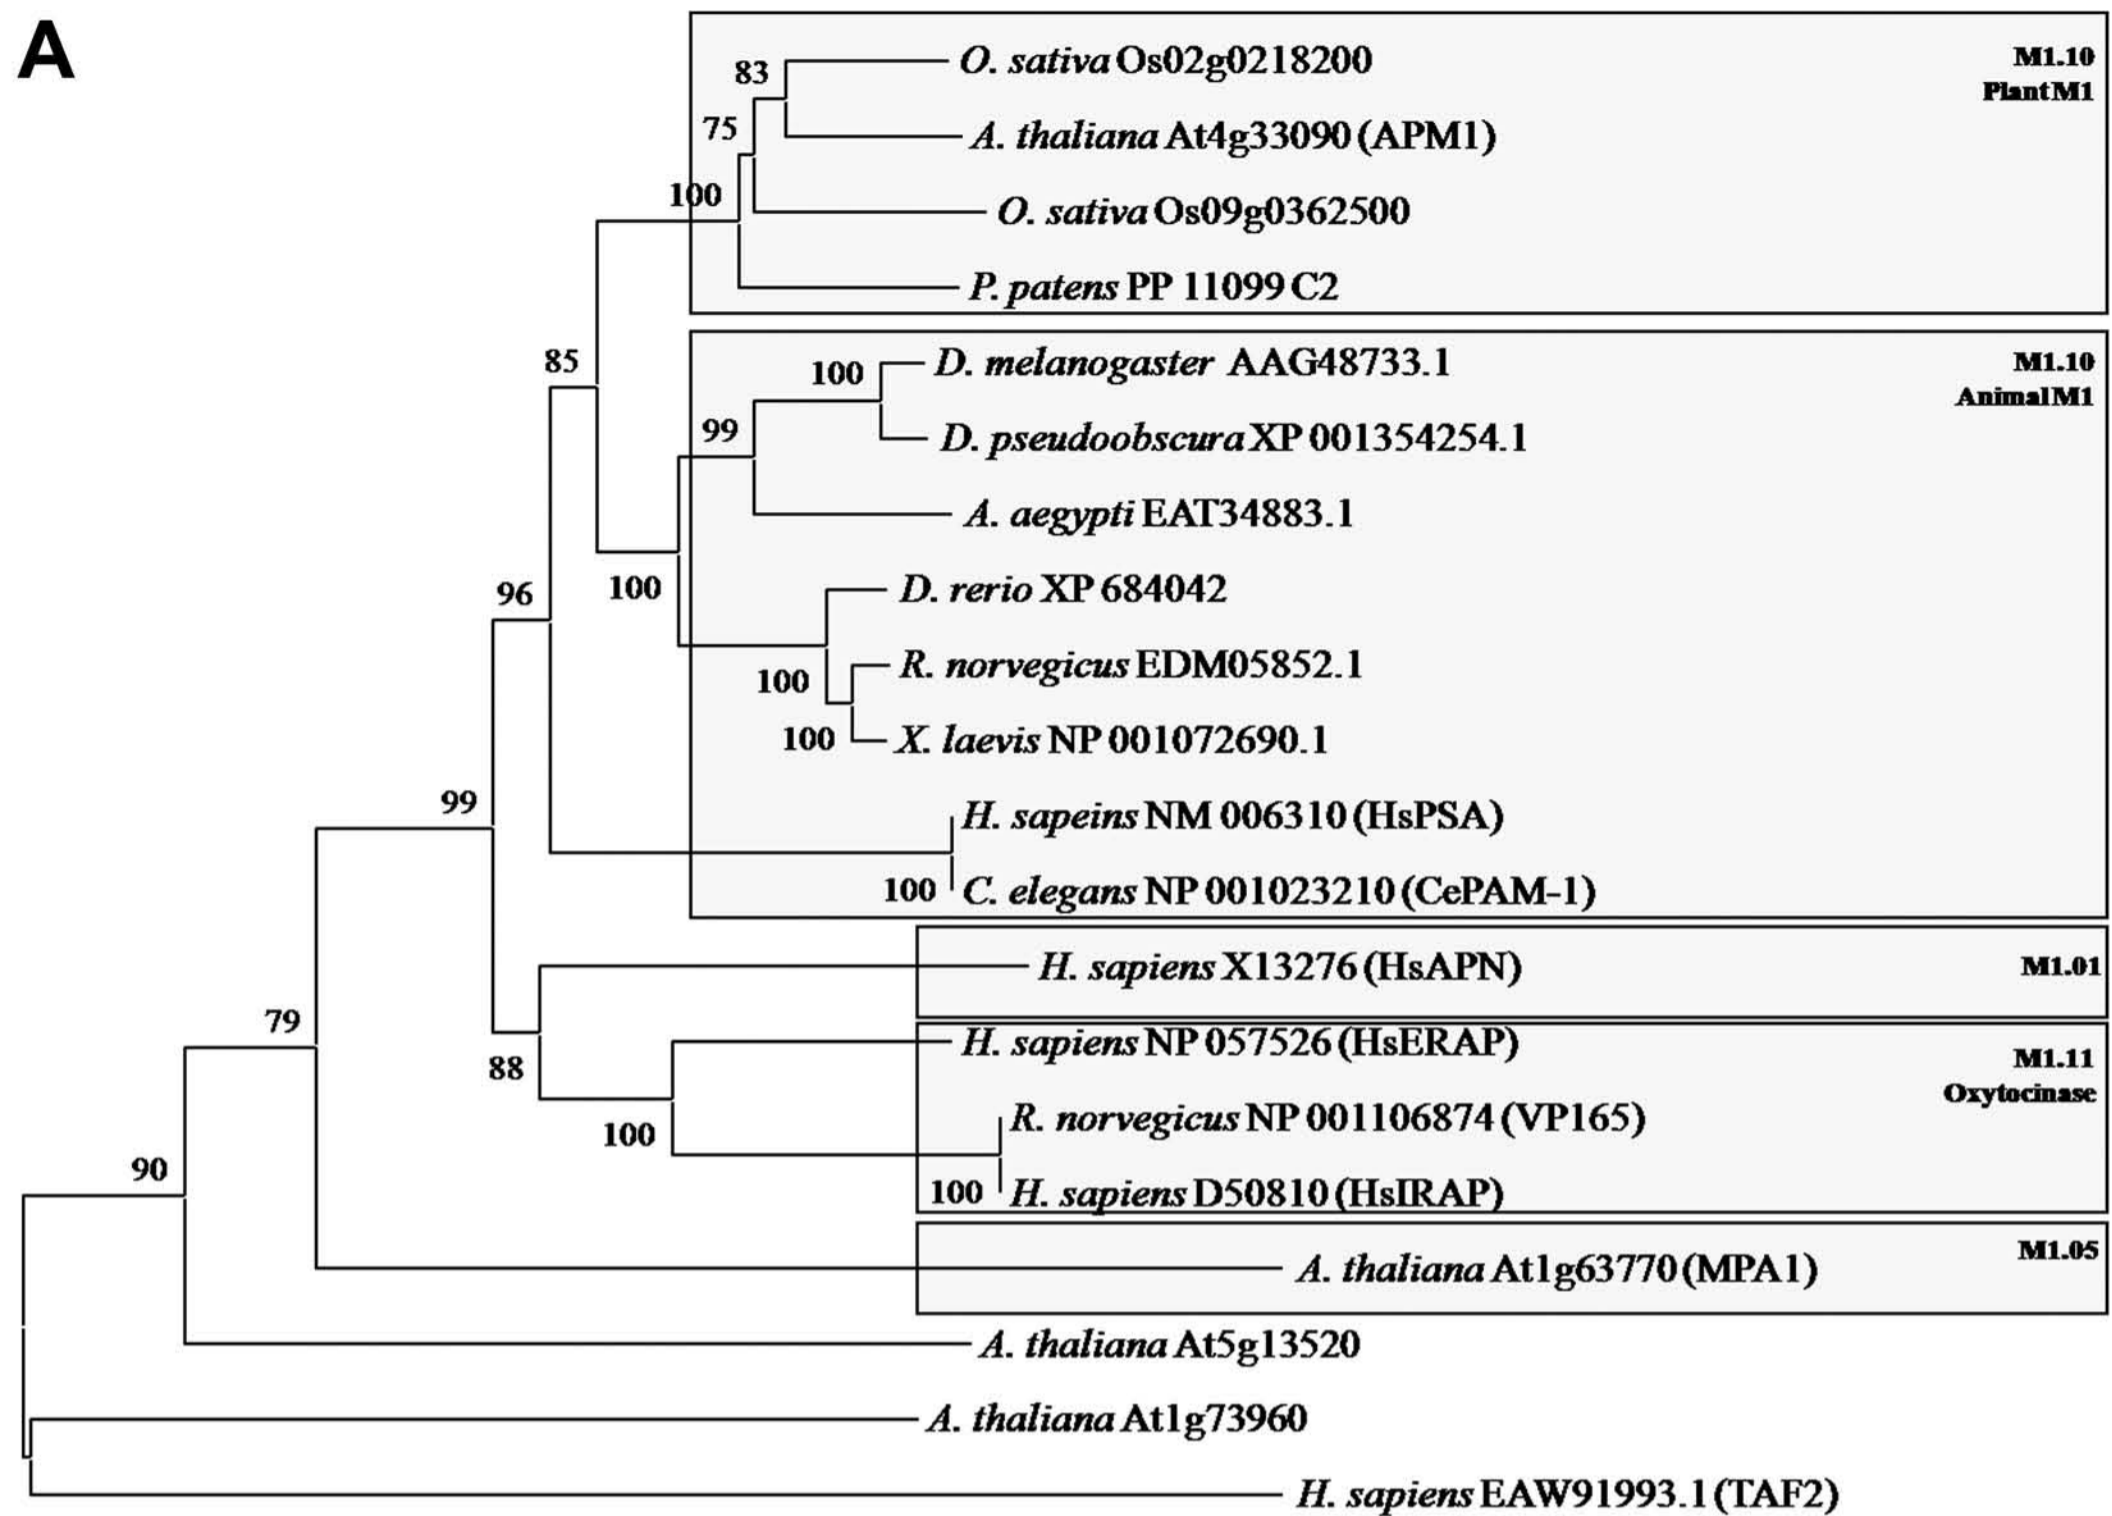 A
O. sativa Os02g0218200
M1.10
Plant M1
83
A. thaliana At4g33090 (APM1)
75
O. sativa Os09g0362500
100
P. patens PP 11099 C2
D. melanogaster AAG48733.1
M1.10
Animal M1
100
85
D. pseudoobscura XP 001354254.1
99
A. aegypti EAT34883.1
D. rerio XP 684042
100
96
R. norvegicus EDM05852.1
100
X. laevis NP 001072690.1
100
H. sapeins NM 006310 (HsPSA)
99
C. elegans NP 001023210 (CePAM-1)
100
H. sapiens X13276 (HsAPN)
M1.01
79
H. sapiens NP 057526 (HsERAP)
M1.11
Oxytocinase
88
R. norvegicus NP 001106874 (VP165)
100
90
H. sapiens D50810 (HsIRAP)
100
A. thaliana At1g63770 (MPA1)
M1.05
A. thaliana At5g13520
A. thaliana At1g73960
H. sapiens EAW91993.1 (TAF2)